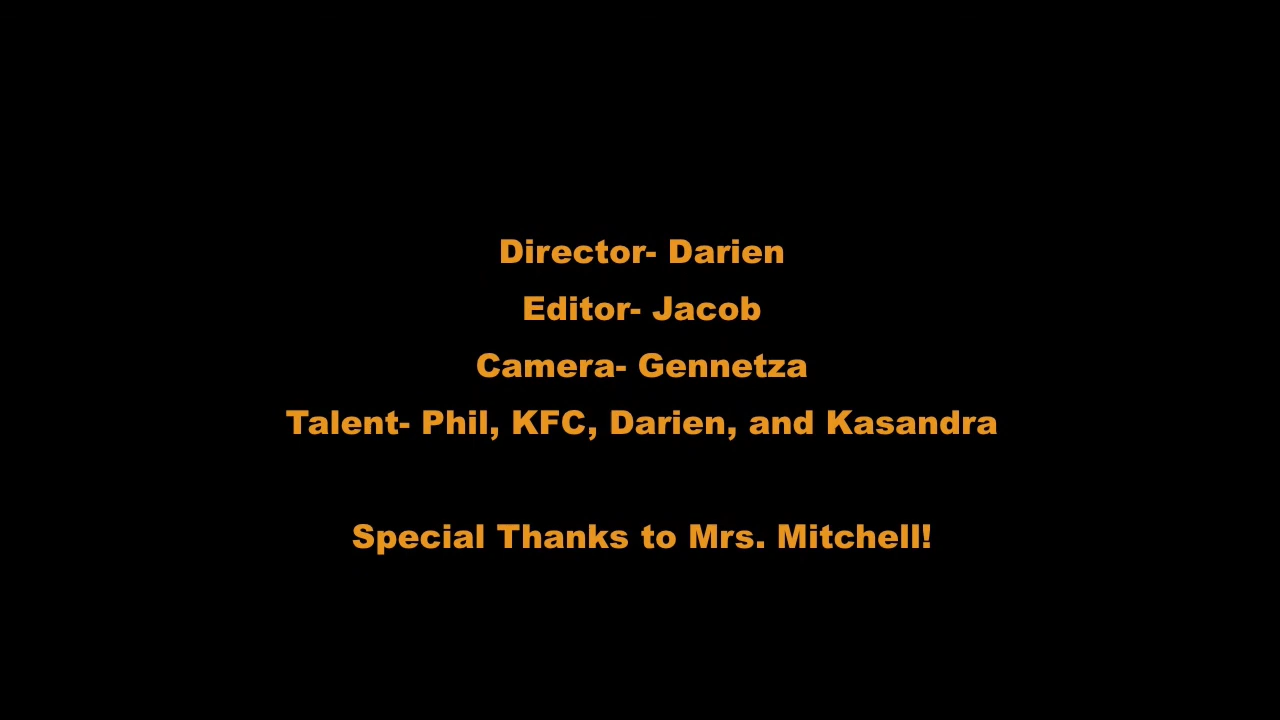 Director- Darien
Editor- Jacob
Camera- Gennetza
Talent- Phil, KFC, Darien, and Kasandra
Special Thanks to Mrs. Mitchell!